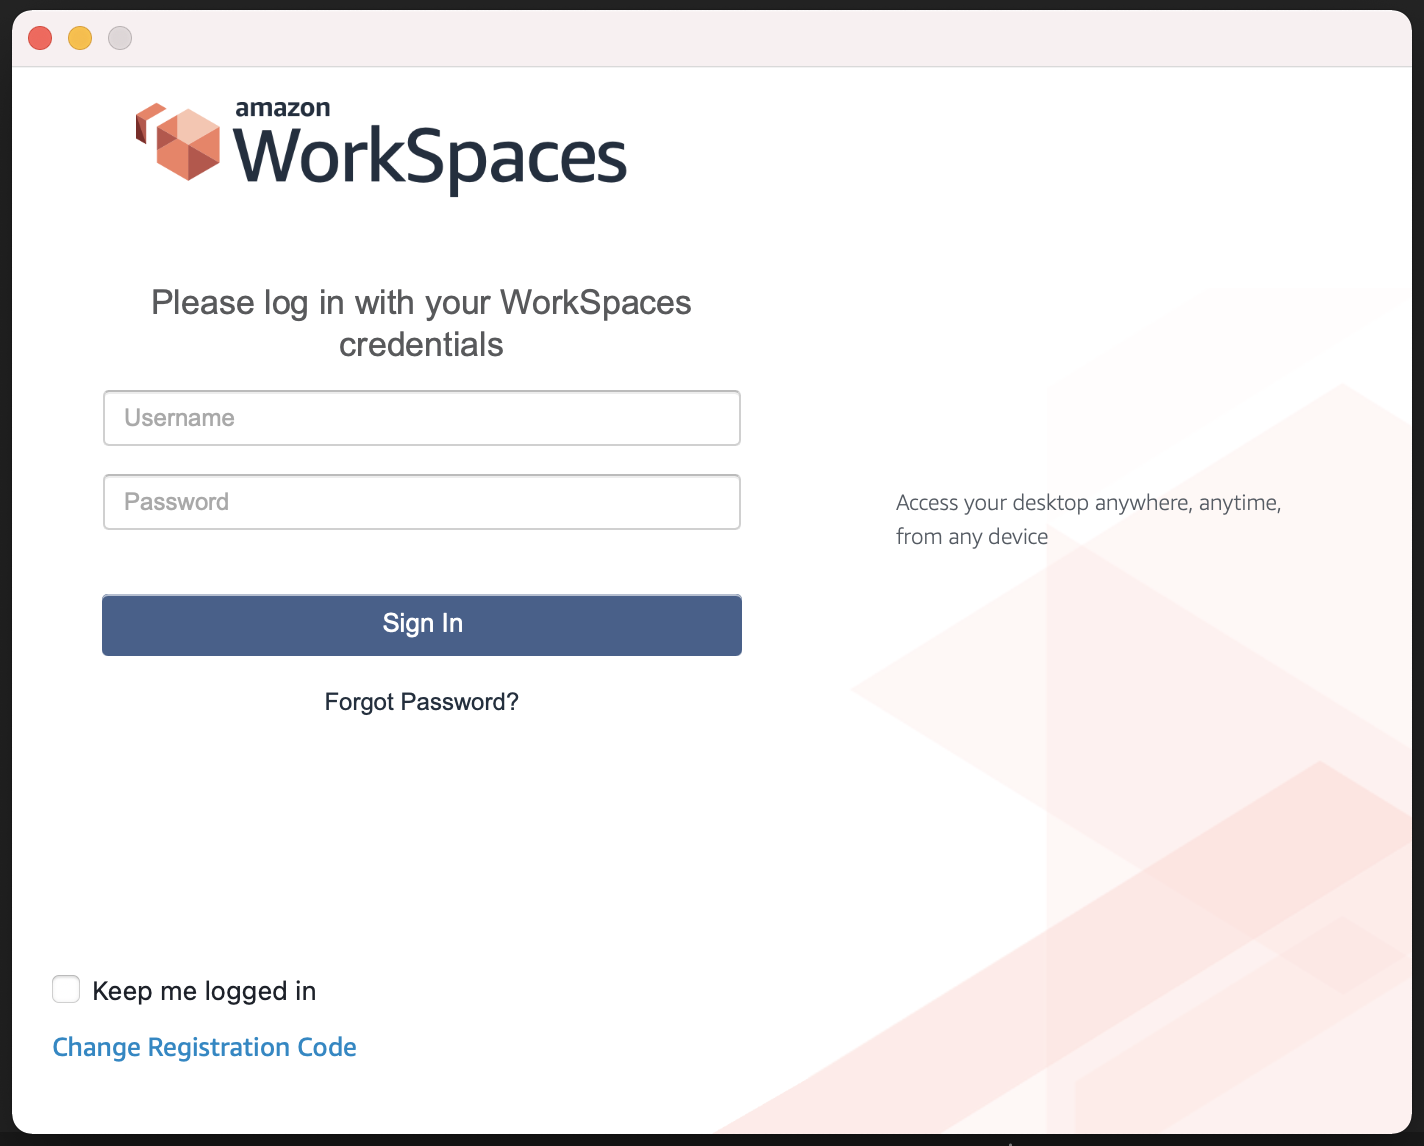 amazon
WorkSpaces
Please log in with your WorkSpaces
credentials
Username
Password
Sign In
Forgot Password?
Access your desktop anywhere, anytime,
from any device
Keep me logged in
Change Registration Code